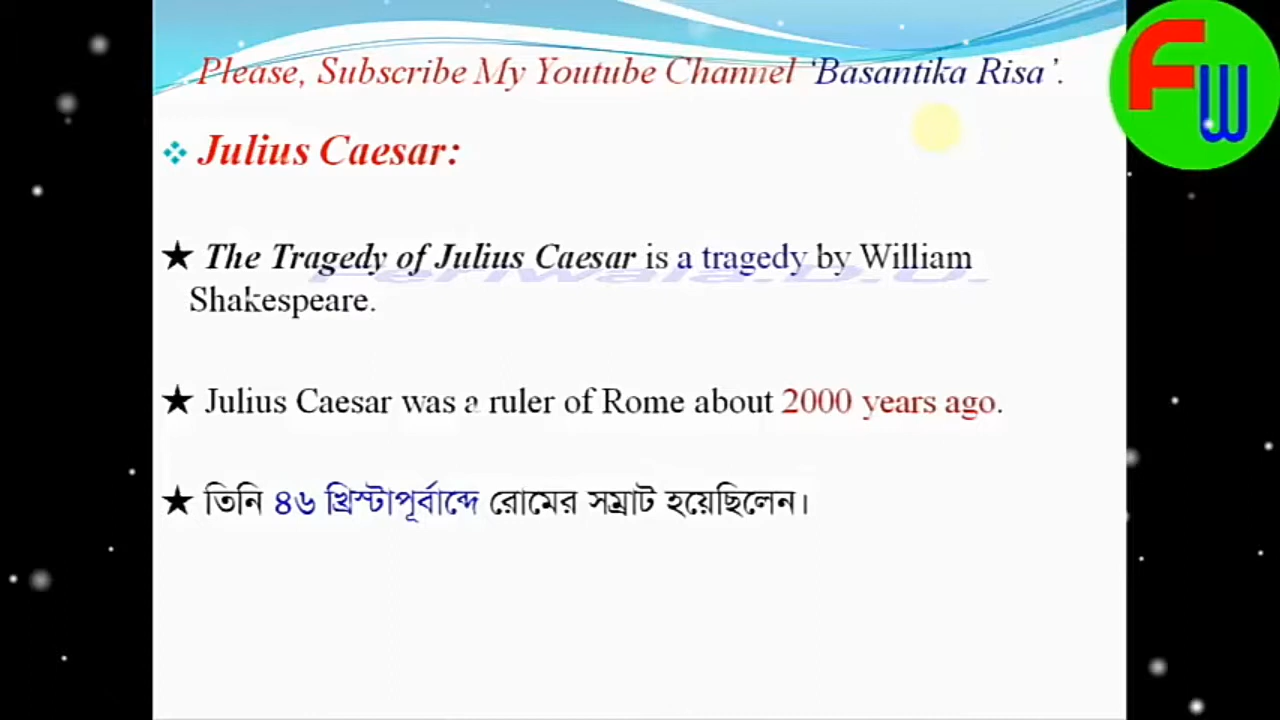 Please, Subscribe My Youtube Channel ‘Basantika Risa’.
FW
Julius Caesar:
★ The Tragedy of Julius Caesar is a tragedy by William
Shakespeare.
★ Julius Caesar was a ruler of Rome about 2000 years ago.
★ তিনি ৪৬ খ্রিস্টাপূর্বাব্দে রোমের সম্রাট হয়েছিলেন।